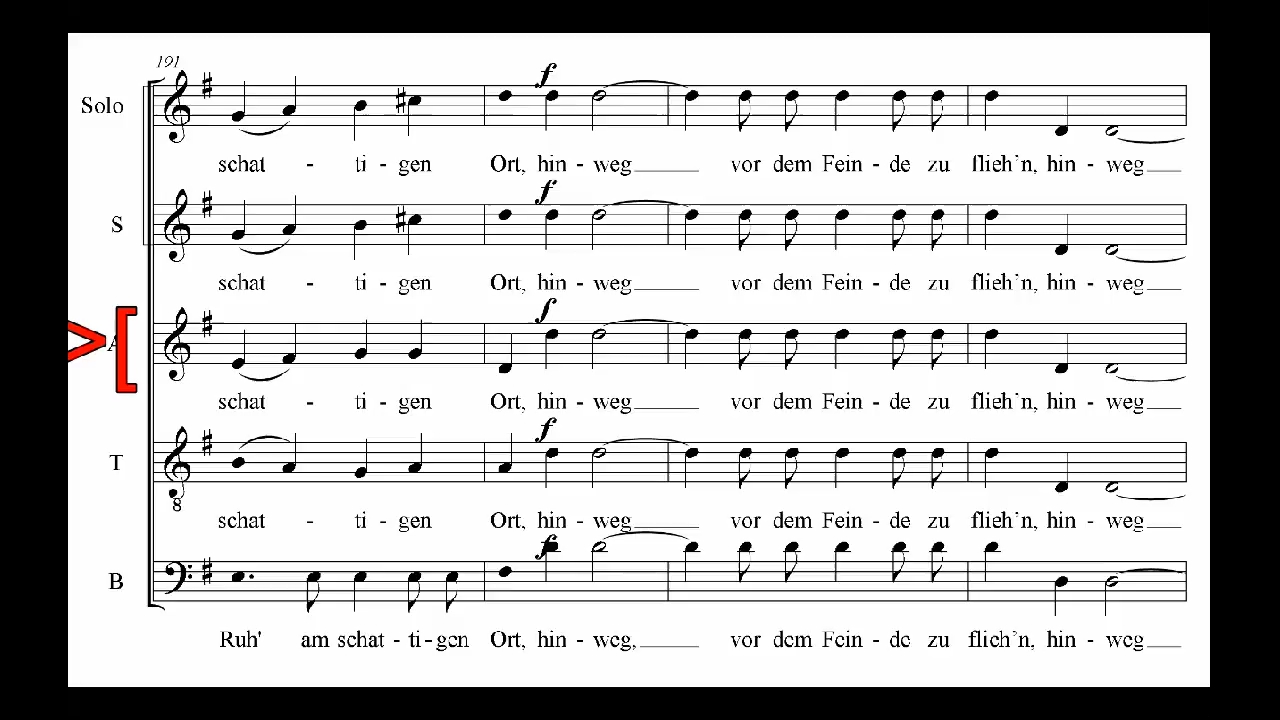 191
f
Solo
schat - ti - gen Ort, hin - weg vor dem Fein - de zu flieh'n, hin - weg
f
S
schat - ti - gen Ort, hin - weg vor dem Fein - de zu flieh'n, hin - weg
f
>[
A
schat - ti - gen Ort, hin - weg vor dem Fein - de zu flieh'n, hin - weg
f
T
8
schat - ti - gen Ort, hin - weg vor dem Fein - de zu flieh'n, hin - weg
f
B
Ruh' am schat - ti - gen Ort, hin - weg, vor dem Fein - de zu flieh'n, hin - weg